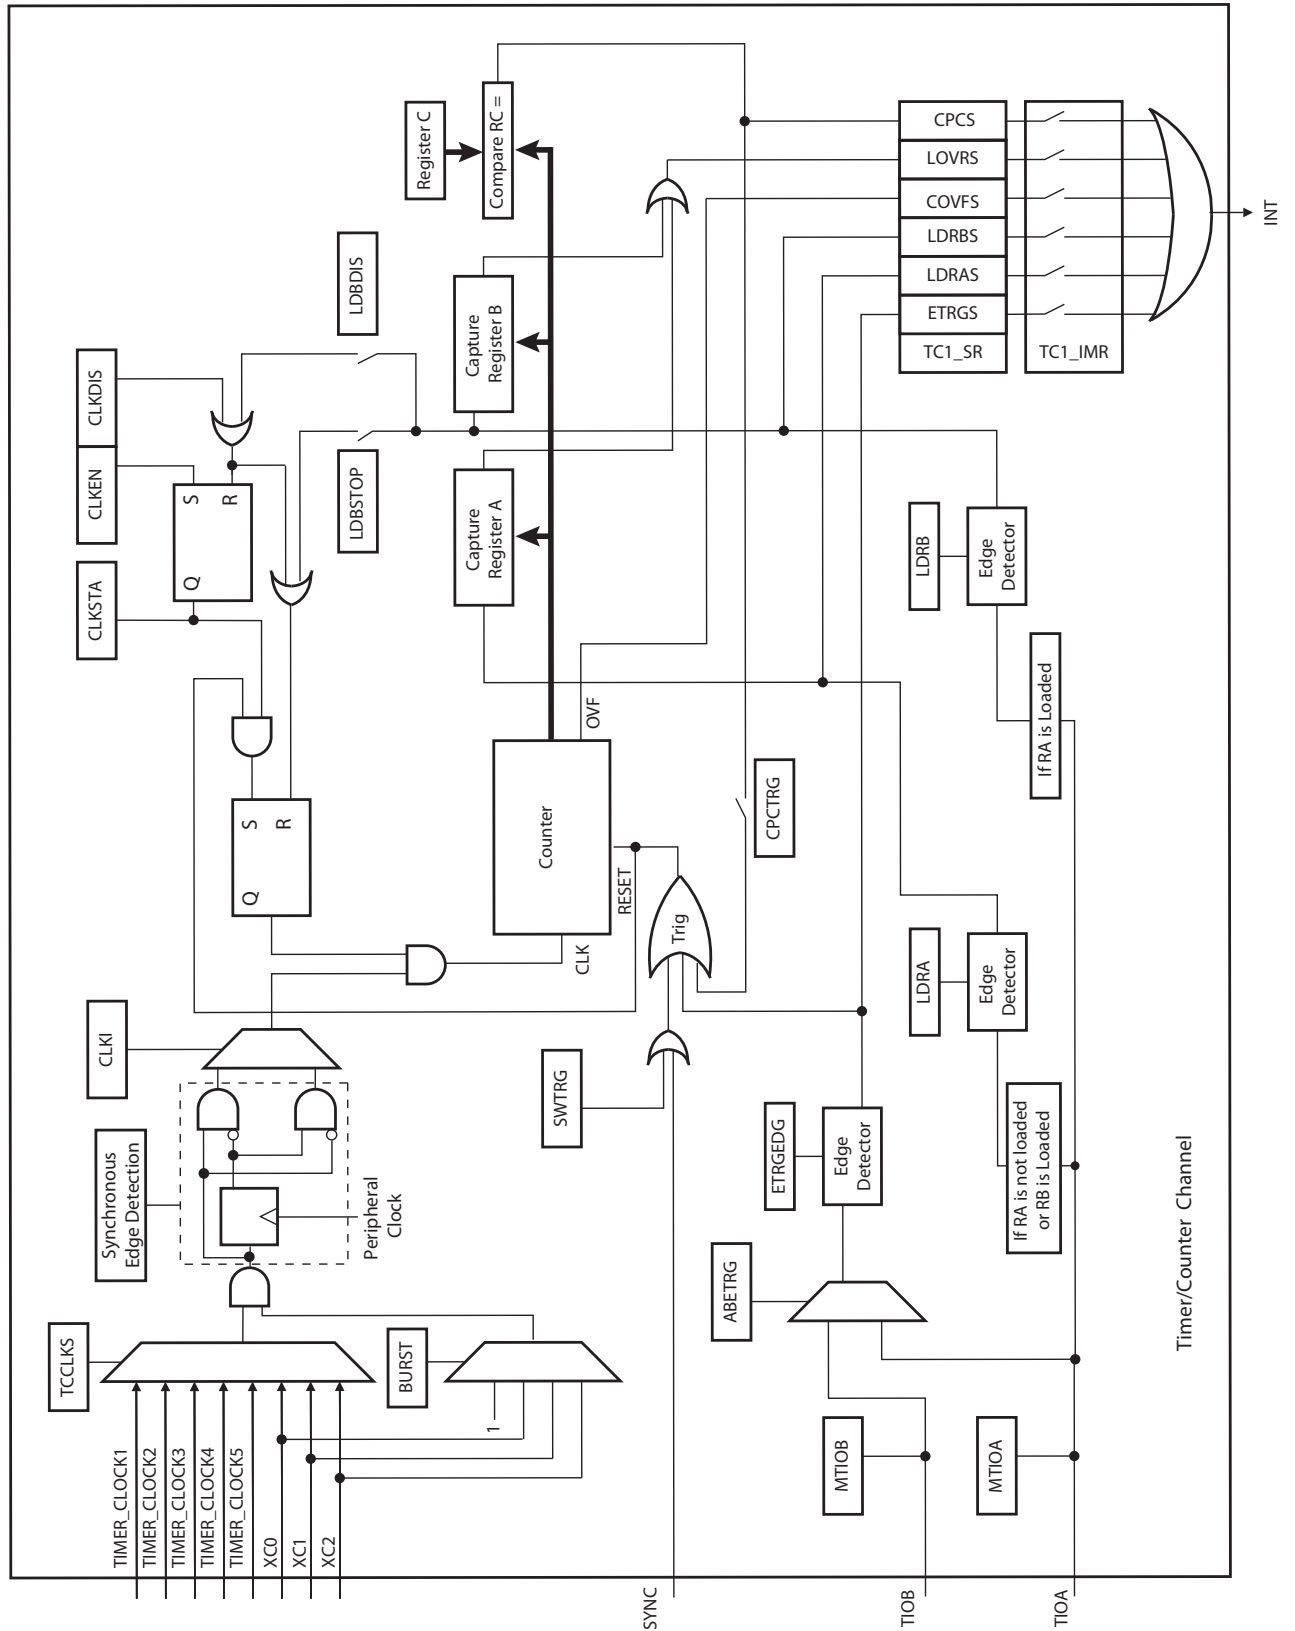 Register C
Compare RC =
CPCS
LOVRS
COVFS
LDRBS
LDRAS
ETRGS
TC1_SR
TC1_IMR
INT
LDBDIS
Capture
Register B
CLKDIS
CLKEN
S
R
Q
CLKSTA
LDBSTOP
Capture
Register A
LDRB
Edge
Detector
If RA is Loaded
OVF
S
R
Q
Counter
RESET
CLK
Trig
CPCTRG
LDRA
Edge
Detector
If RA is not loaded
or RB is Loaded
CLKI
Synchronous
Edge Detection
Peripheral
Clock
SWTRG
ETRGEDG
Edge
Detector
ABETRG
Timer/Counter Channel
TCCLKS
BURST
1
TIMER_CLOCK1
TIMER_CLOCK2
TIMER_CLOCK3
TIMER_CLOCK4
TIMER_CLOCK5
XC0
XC1
XC2
MTIOB
MTIOA
SYNC
TIOB
TIOA